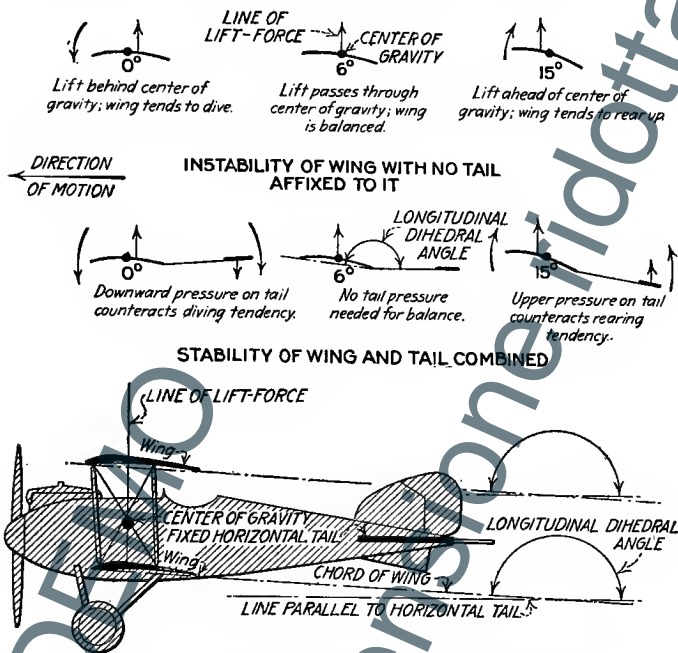 LINE OF
LIFT-FORCE
CENTER OF
GRAVITY
0°
6°
15°
Lift behind center of
gravity; wing tends to dive.
Lift passes through
center of gravity; wing
is balanced.
Lift ahead of center of
gravity; wing tends to rear up
DIRECTION
OF MOTION
INSTABILITY OF WING WITH NO TAIL
AFFIXED TO IT
LONGITUDINAL
DIHEDRAL
ANGLE
0°
6°
15°
Downward pressure on tail
counteracts diving tendency.
No tail pressure
needed for balance.
Upper pressure on tail
counteracts rearing
tendency.
STABILITY OF WING AND TAIL COMBINED
LINE OF LIFT-FORCE
Wing
CENTER OF GRAVITY
FIXED HORIZONTAL TAIL
LONGITUDINAL DIHEDRAL
ANGLE
Wing
CHORD OF WING
LINE PARALLEL TO HORIZONTAL TAIL
DEMO
ensione ridotta